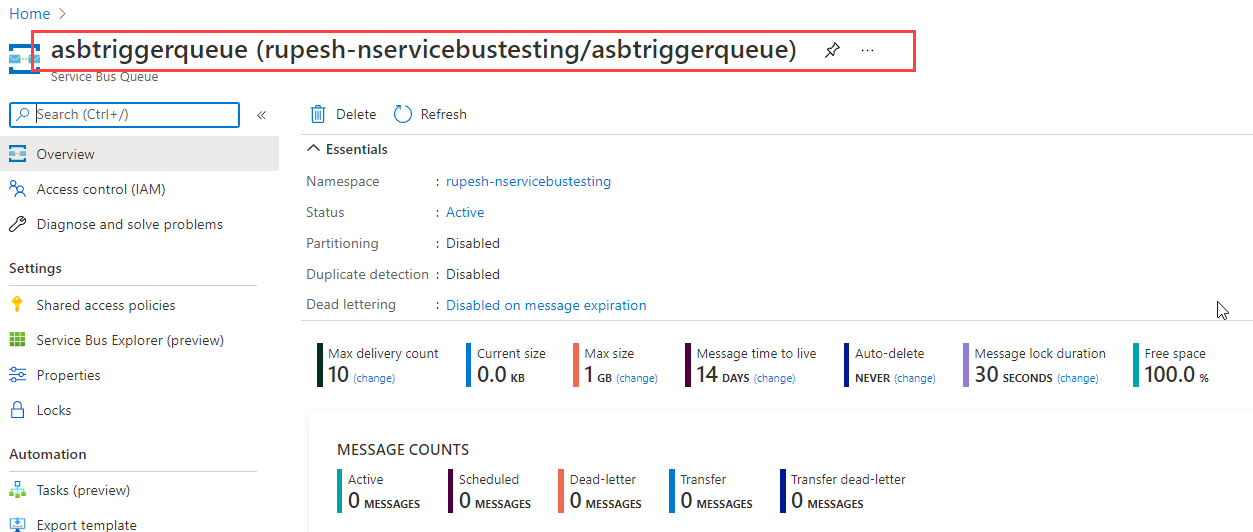 Home
asbtriggerqueue (rupesh-nservicebustesting/asbtriggerqueue) ...
Service Bus Queue
Search (Ctrl+/) «
Overview
Access control (IAM)
Diagnose and solve problems
Settings
Shared access policies
Service Bus Explorer (preview)
Properties
Locks
Automation
Tasks (preview)
Export template
Delete Refresh
Essentials
Namespace : rupesh-nservicebustesting
Status : Active
Partitioning : Disabled
Duplicate detection : Disabled
Dead lettering : Disabled on message expiration
Max delivery count Current size Max size Message time to live Auto-delete Message lock duration Free space
10 (change) 0.0 KB 1 GB (change) 14 DAYS (change) NEVER (change) 30 SECONDS (change) 100.0 %
MESSAGE COUNTS
Active Scheduled Dead-letter Transfer Transfer dead-letter
0 MESSAGES 0 MESSAGES 0 MESSAGES 0 MESSAGES 0 MESSAGES